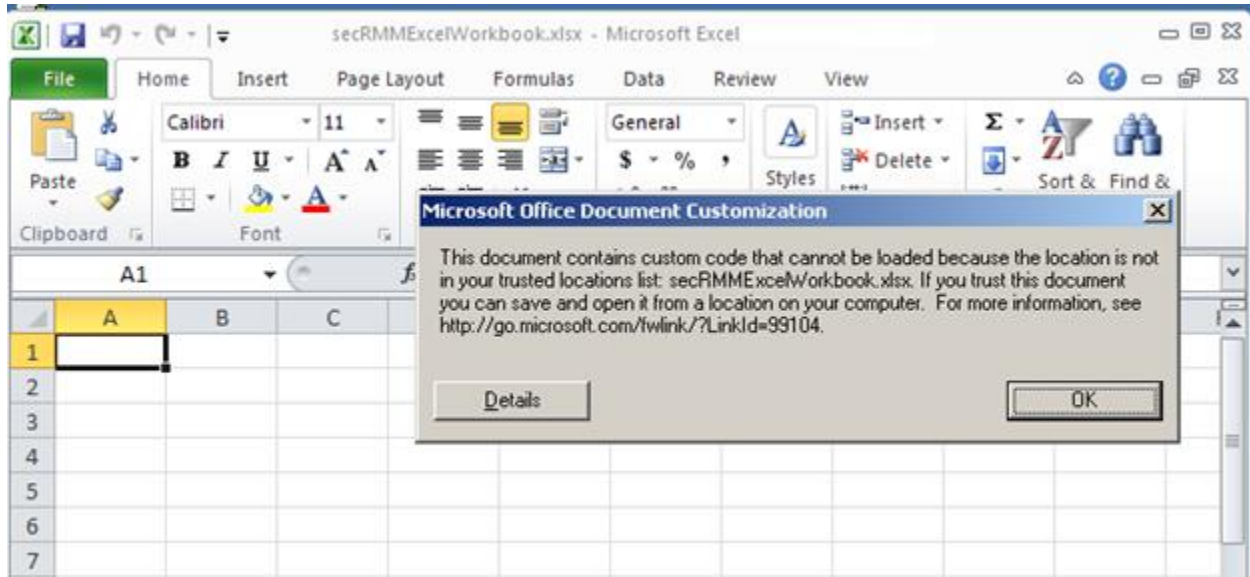 secRMMExcelWorkbook.xlsx - Microsoft Excel
File Home Insert Page Layout Formulas Data Review View
Calibri 11 General Insert
B I U A A $ % , Delete
Paste Styles Sort & Find &
Clipboard Font
A1
A B C
1
2
3
4
5
6
7
Microsoft Office Document Customization
This document contains custom code that cannot be loaded because the location is not
in your trusted locations list: secRMMExcelWorkbook.xlsx. If you trust this document
you can save and open it from a location on your computer. For more information, see
http://go.microsoft.com/fwlink/?LinkId=99104.
Details OK